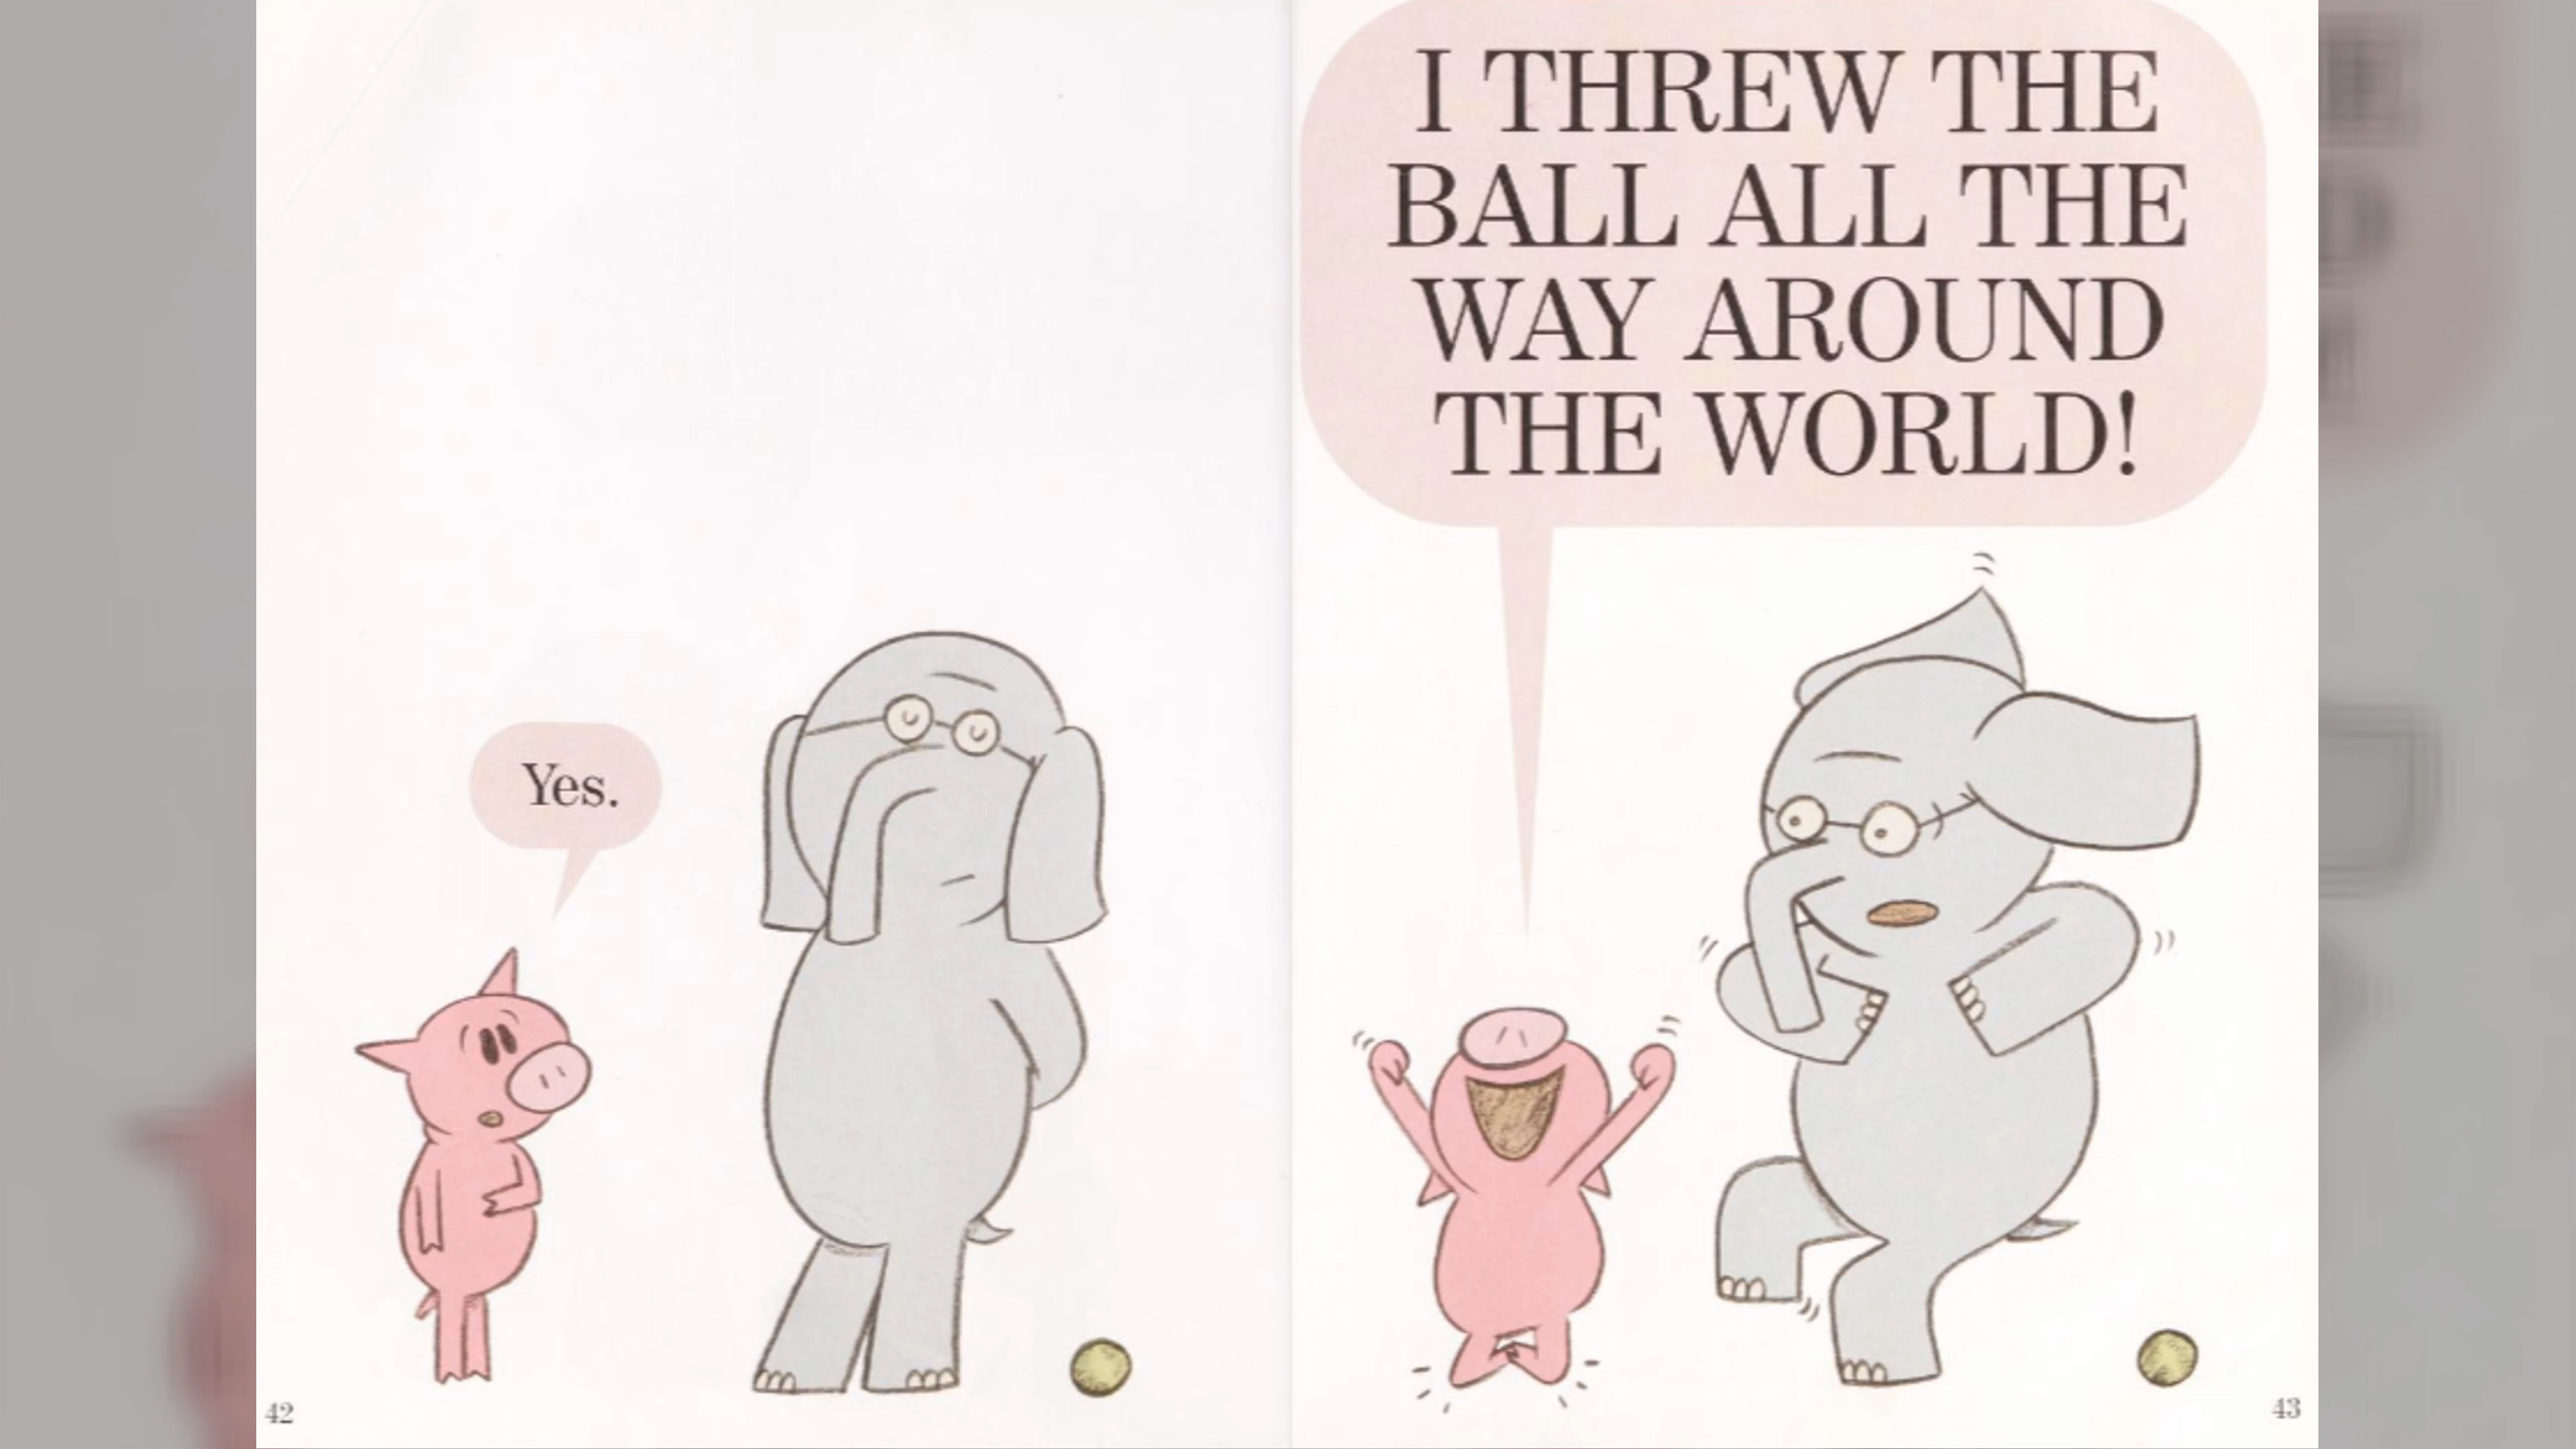 Yes.
I THREW THE
BALL ALL THE
WAY AROUND
THE WORLD!
42
43